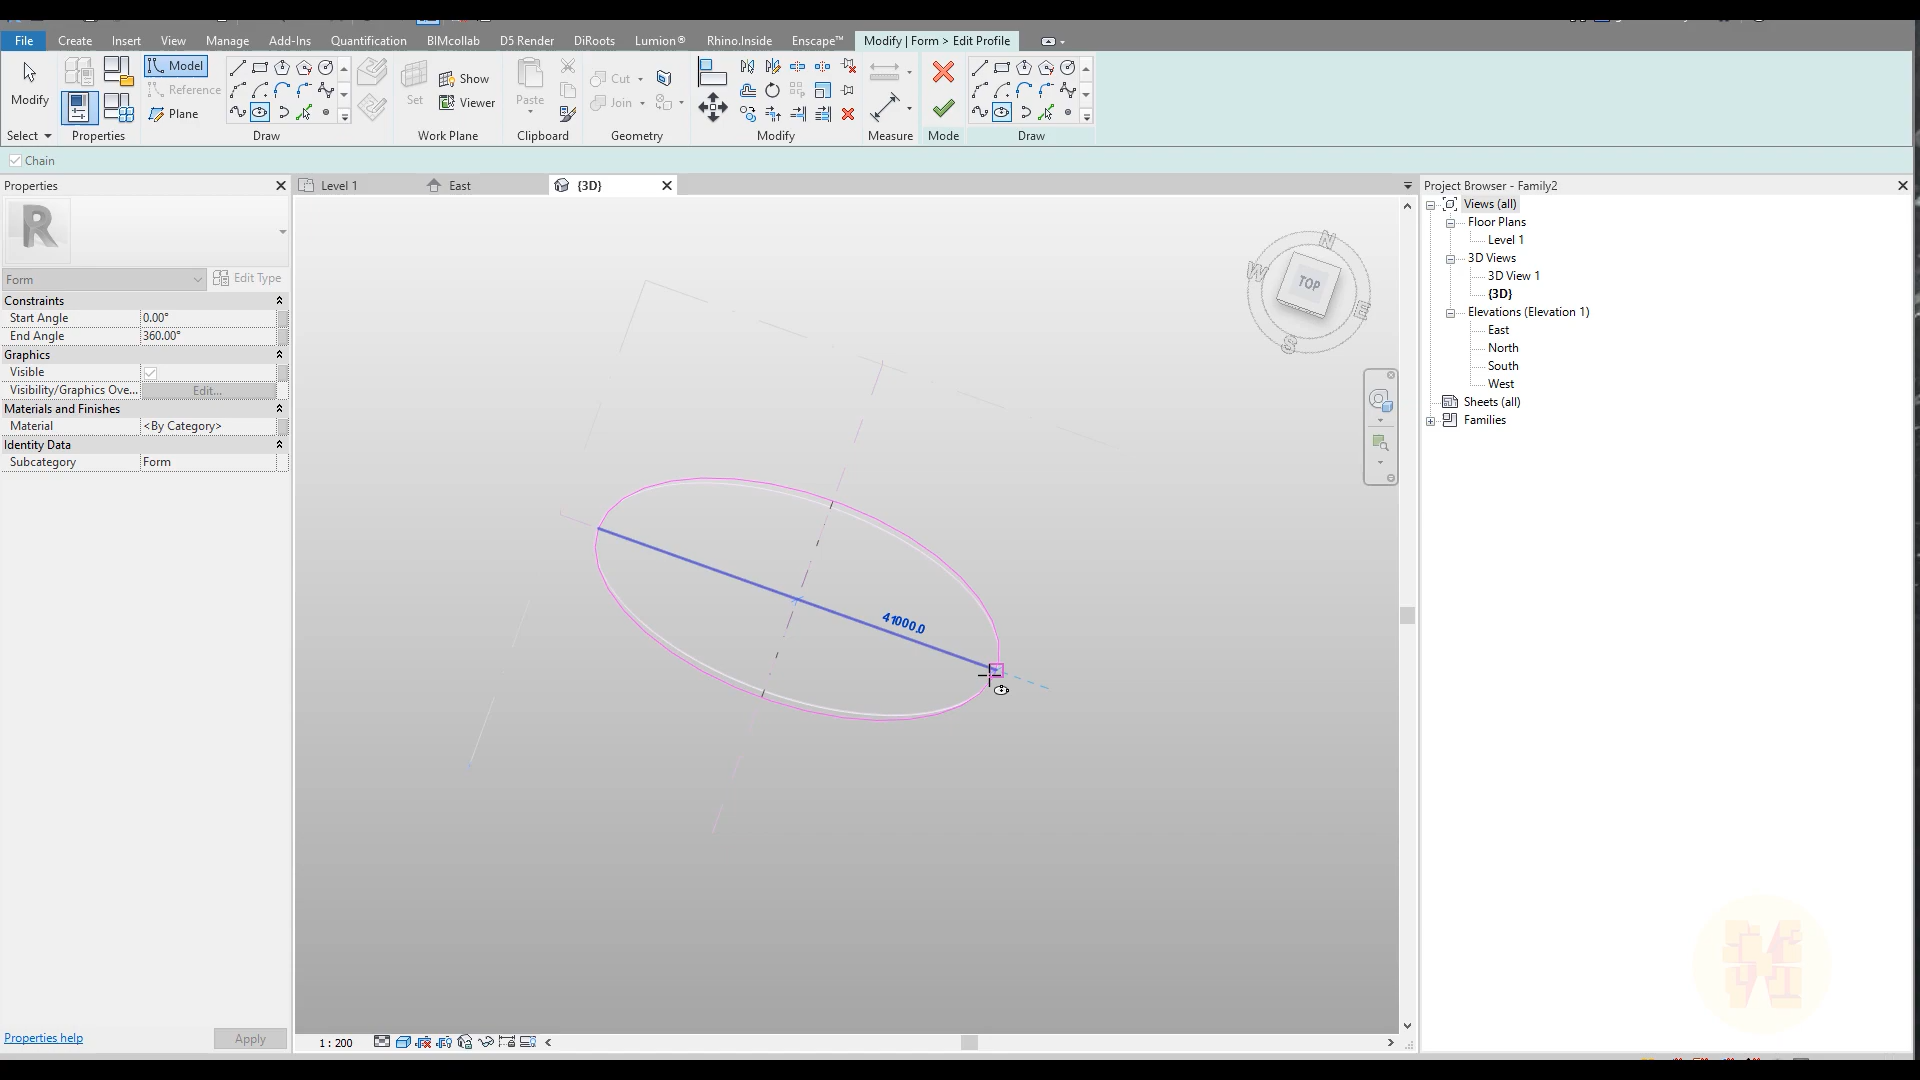 File Create Insert View Manage Add-Ins Quantification BIMcollab D5 Render DiRoots Lumion® Rhino.Inside Enscape™ Modify | Form > Edit Profile
Modify
Select
Properties
Model
Reference
Plane
Draw
Set
Show
Viewer
Work Plane
Paste
Clipboard
Cut
Join
Geometry
Modify
Measure
Mode
Draw
Chain
Properties
R
Form
Edit Type
Constraints
Start Angle 0.00°
End Angle 360.00°
Graphics
Visible
Visibility/Graphics Ove... Edit...
Materials and Finishes
Material <By Category>
Identity Data
Subcategory Form
Properties help
Apply
Level 1 East {3D}
N
W
TOP
E
S
41000.0
1 : 200
Project Browser - Family2
Views (all)
Floor Plans
Level 1
3D Views
3D View 1
{3D}
Elevations (Elevation 1)
East
North
South
West
Sheets (all)
Families